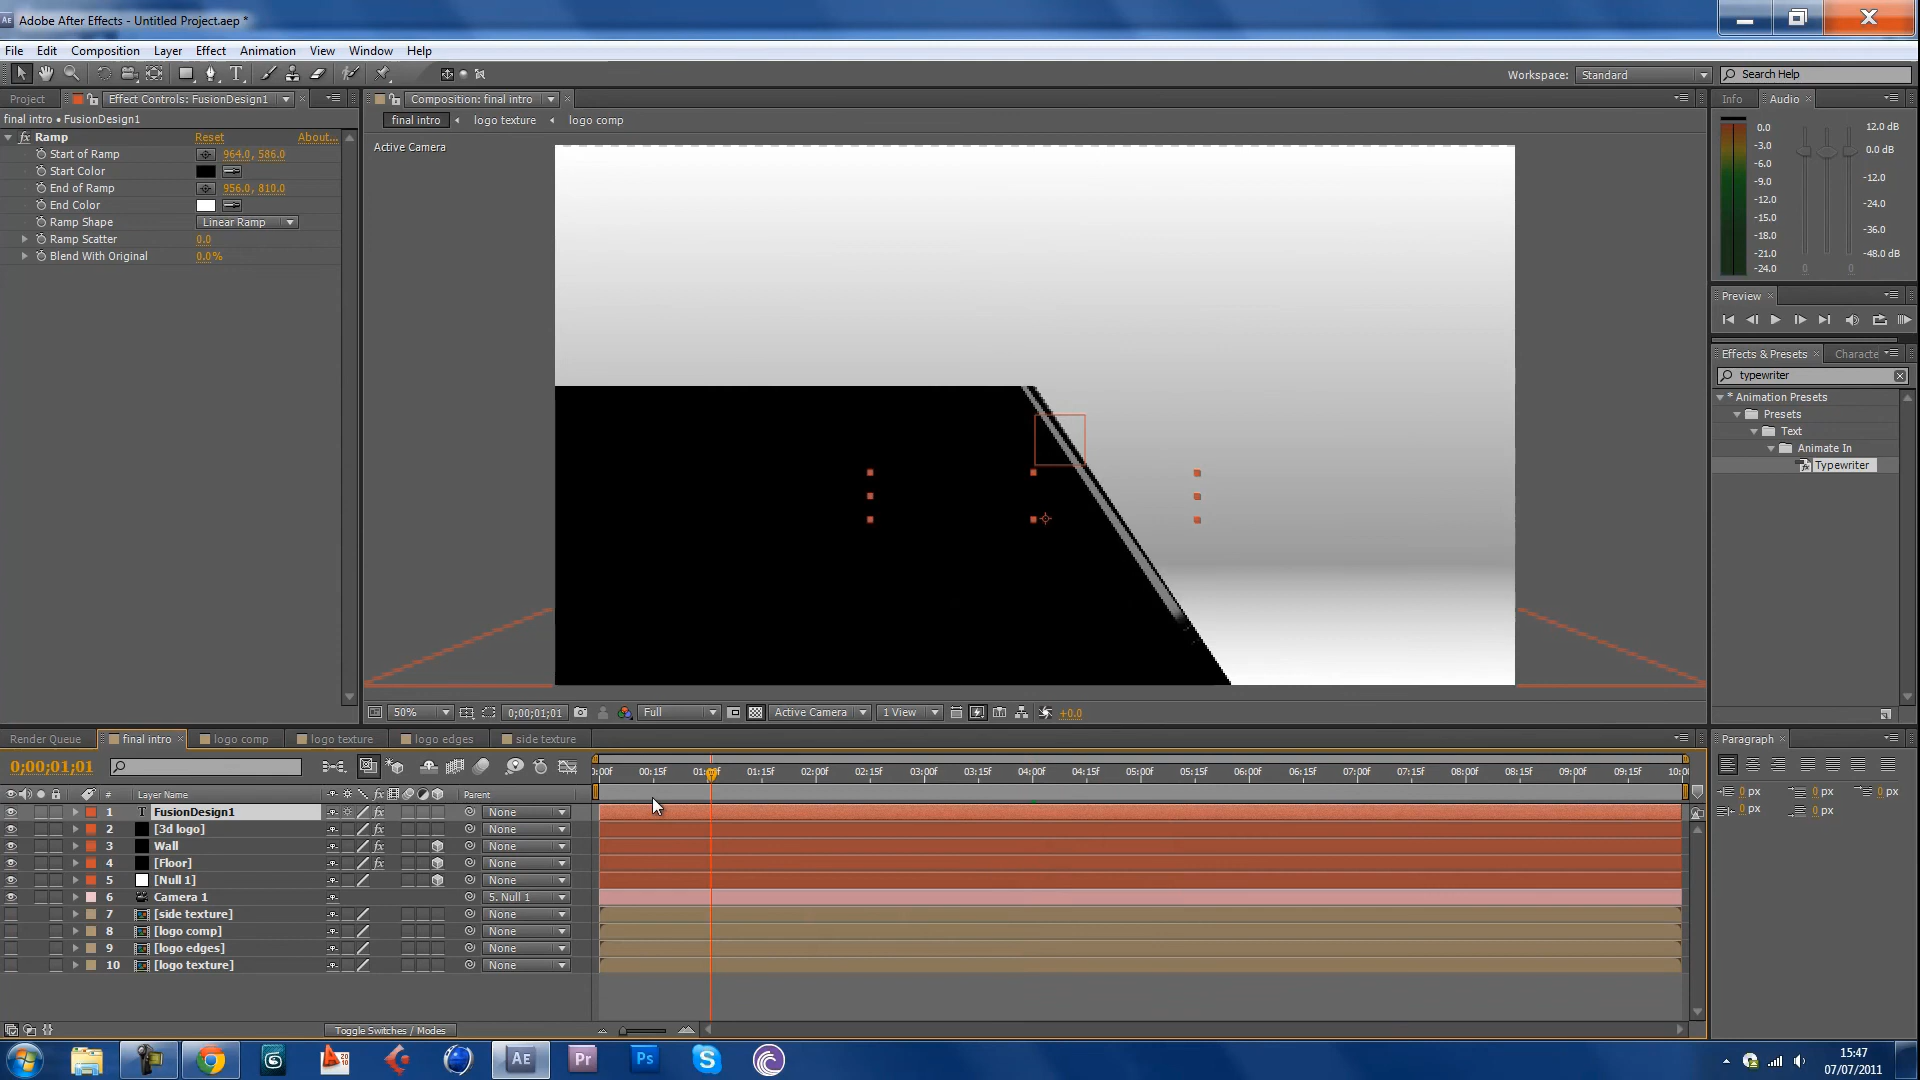 Adobe After Effects - Untitled Project.aep *
File Edit Composition Layer Effect Animation View Window Help
Workspace: Standard Search Help
Project Effect Controls: FusionDesign1
Composition: final intro
Info Audio
final intro • FusionDesign1
final intro logo texture logo comp
Ramp Reset About...
Start of Ramp 964.0, 586.0
Start Color
End of Ramp 956.0, 810.0
End Color
Ramp Shape Linear Ramp
Ramp Scatter 0.0
Blend With Original 0.0%
Active Camera
0.0 12.0 dB
-3.0
-6.0 0.0 dB
-9.0
-12.0 -12.0
-15.0 -24.0
-18.0 -36.0
-21.0 -48.0 dB
-24.0 0 0
Preview
Effects & Presets Characte
typewriter
* Animation Presets
Presets
Text
Animate In
Typewriter
50% 0;00;01;01 Full Active Camera 1 View +0.0
Render Queue final intro logo comp logo texture logo edges side texture
Paragraph
0;00;01;01
):00f 00:15f 01:00f 01:15f 02:00f 02:15f 03:00f 03:15f 04:00f 04:15f 05:00f 05:15f 06:00f 06:15f 07:00f 07:15f 08:00f 08:15f 09:00f 09:15f 10:0
# Layer Name Parent
0 px 0 px 0 px
0 px 0 px
1 T FusionDesign1 fx None
2 [3d logo] fx None
3 Wall fx None
4 [Floor] fx None
5 [Null 1] None
6 Camera 1 5. Null 1
7 [side texture] None
8 [logo comp] None
9 [logo edges] None
10 [logo texture] None
Toggle Switches / Modes
2010 AE Pr Ps S
15:47
07/07/2011